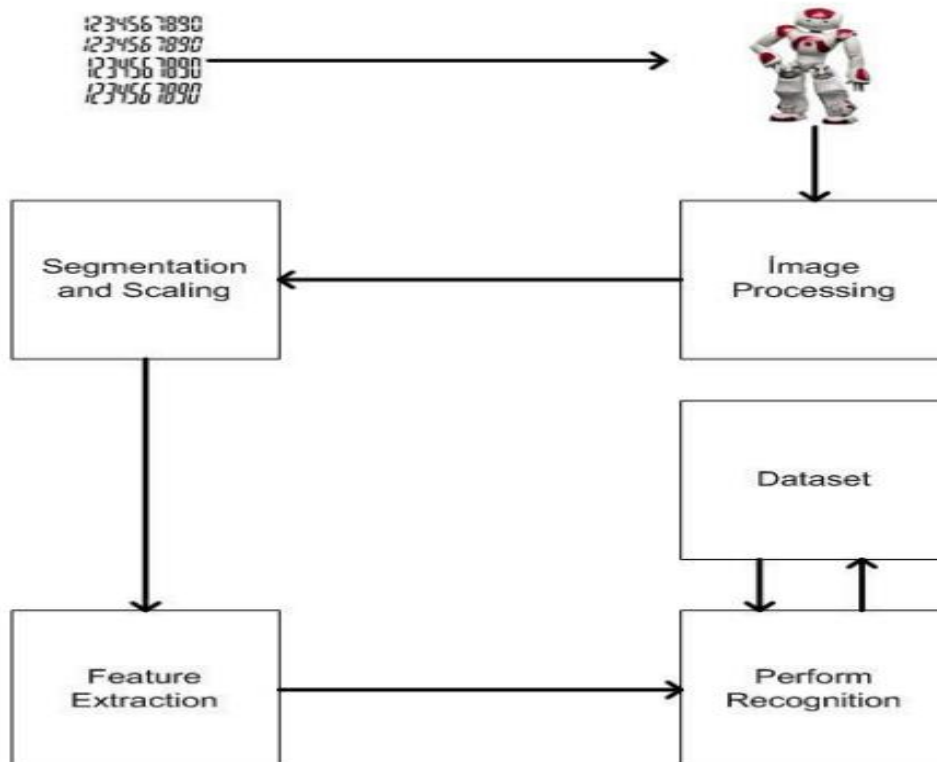 1234567890
1234567890
1234567890
1234567890
Segmentation
and Scaling
İmage
Processing
Dataset
Feature
Extraction
Perform
Recognition